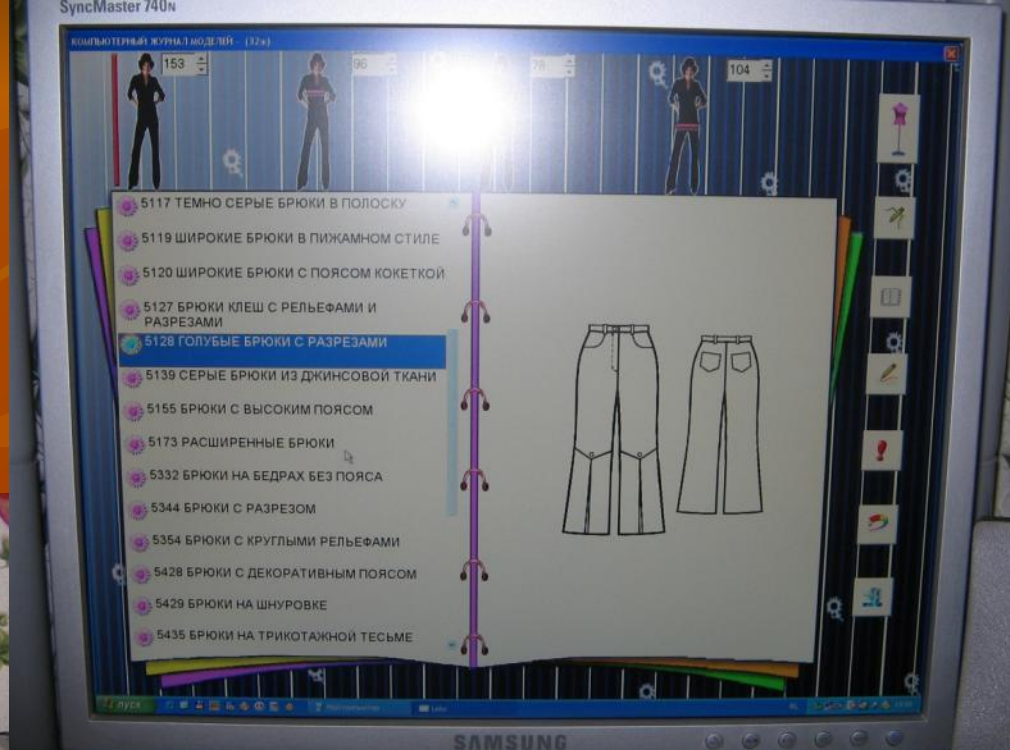 SyncMaster 740N
КОМПЬЮТЕРНЫЙ ЖУРНАЛ МОДЕЛЕЙ - (32ж)
153
96
78
104
5117 ТЕМНО СЕРЫЕ БРЮКИ В ПОЛОСКУ
5119 ШИРОКИЕ БРЮКИ В ПИЖАМНОМ СТИЛЕ
5120 ШИРОКИЕ БРЮКИ С ПОЯСОМ КОКЕТКОЙ
5127 БРЮКИ КЛЕШ С РЕЛЬЕФАМИ И
РАЗРЕЗАМИ
5128 ГОЛУБЫЕ БРЮКИ С РАЗРЕЗАМИ
5139 СЕРЫЕ БРЮКИ ИЗ ДЖИНСОВОЙ ТКАНИ
5155 БРЮКИ С ВЫСОКИМ ПОЯСОМ
5173 РАСШИРЕННЫЕ БРЮКИ
5332 БРЮКИ НА БЕДРАХ БЕЗ ПОЯСА
5344 БРЮКИ С РАЗРЕЗОМ
5354 БРЮКИ С КРУГЛЫМИ РЕЛЬЕФАМИ
5428 БРЮКИ С ДЕКОРАТИВНЫМ ПОЯСОМ
5429 БРЮКИ НА ШНУРОВКЕ
5435 БРЮКИ НА ТРИКОТАЖНОЙ ТЕСЬМЕ
пуск
SAMSUNG